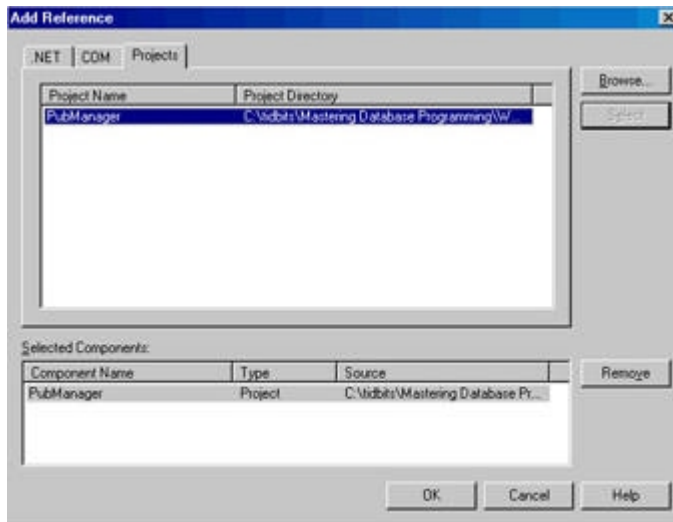 Add Reference
.NET COM Projects
Browse...
Project Name Project Directory
PubManager C:\tidbits\Mastering Database Programming\\W...
Select
Selected Components:
Component Name Type Source
PubManager Project C:\tidbits\Mastering Database Pr...
Remove
OK Cancel Help